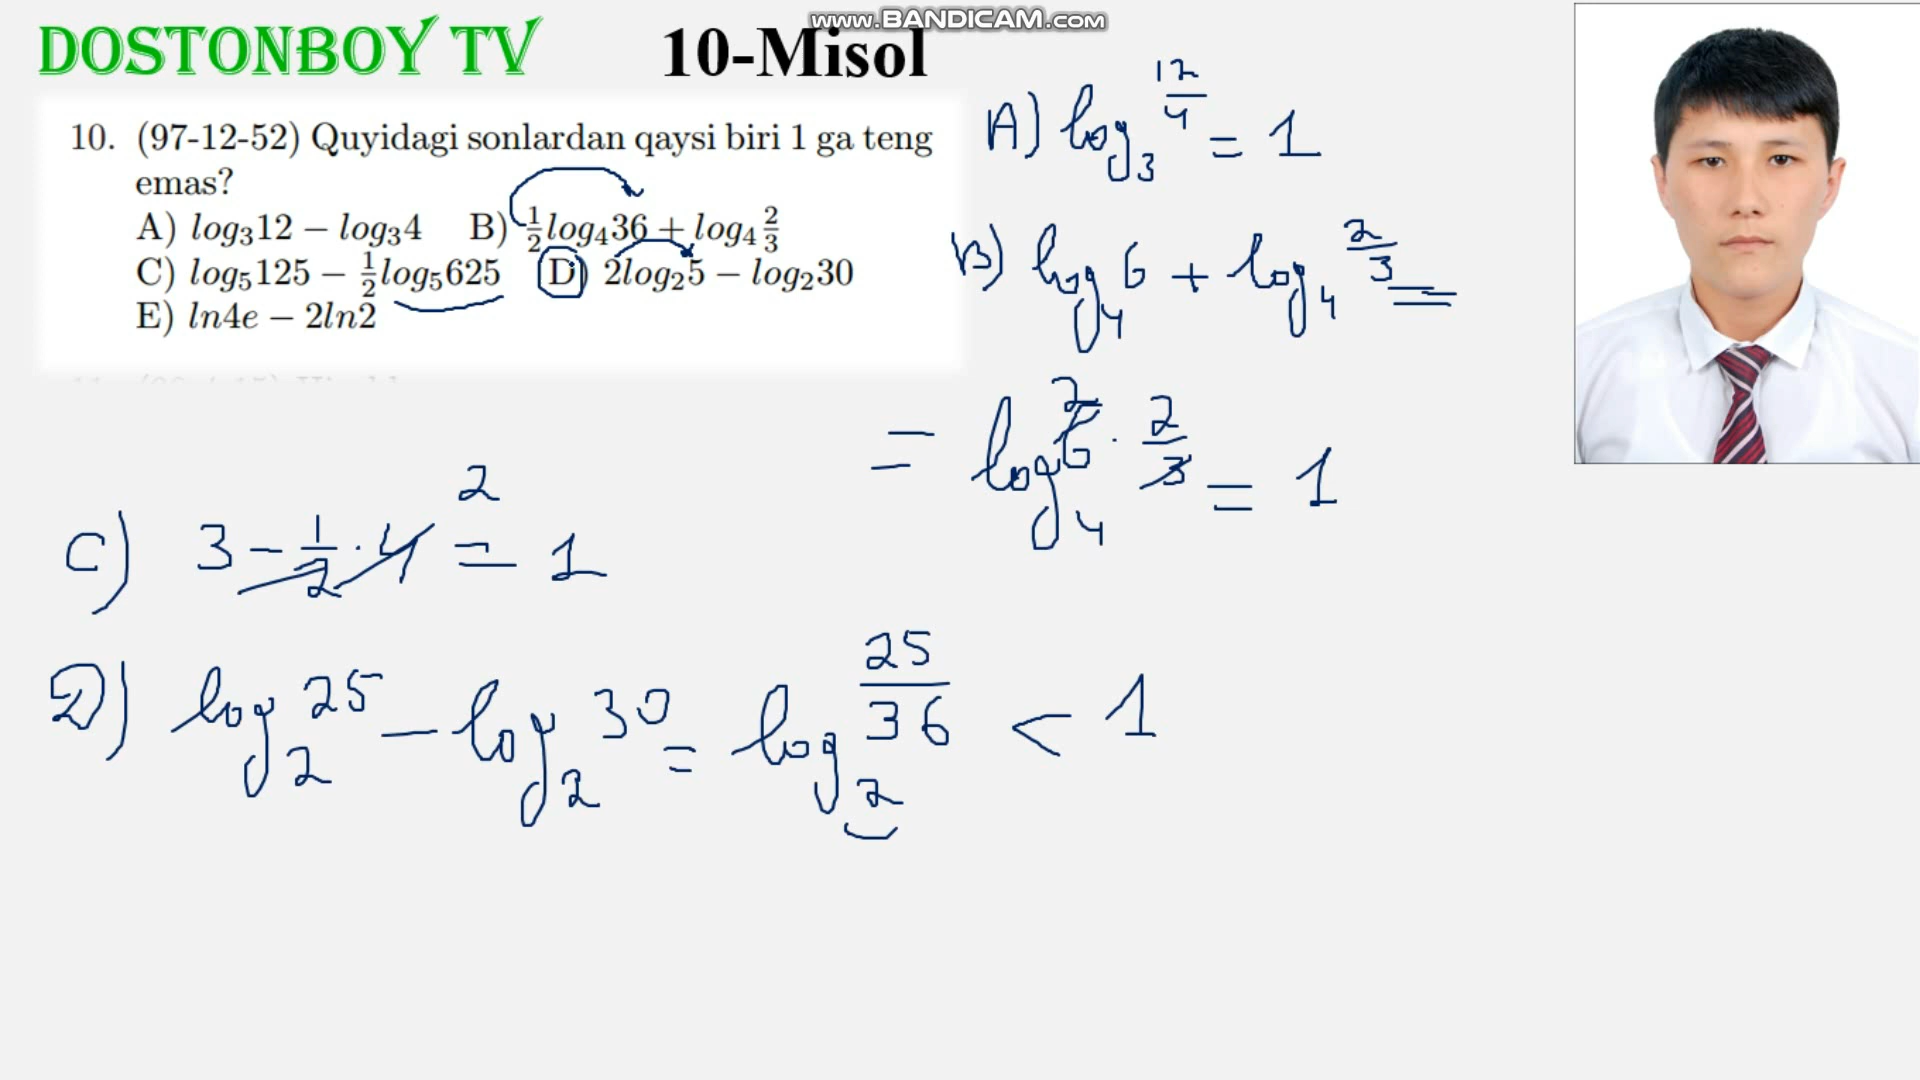 www.BANDICAM.com
DOSTONBOY TV
10-Misol
10. (97-12-52) Quyidagi sonlardan qaysi biri 1 ga teng
emas?
A) log₃12 − log₃4 B) ½log₄36 + log₄⅔
C) log₅125 − ½log₅625 D) 2log₂5 − log₂30
E) ln4e − 2ln2
A) log₃ 12/4 = 1
B) log₄ 6 + log₄ 2/3 =
= log₄ 6 2 · 2/3 = 1
C) 3 − 1/2 · 4 2 = 1
D) log₂ 25 − log₂ 30 = log₂ 25/36 < 1